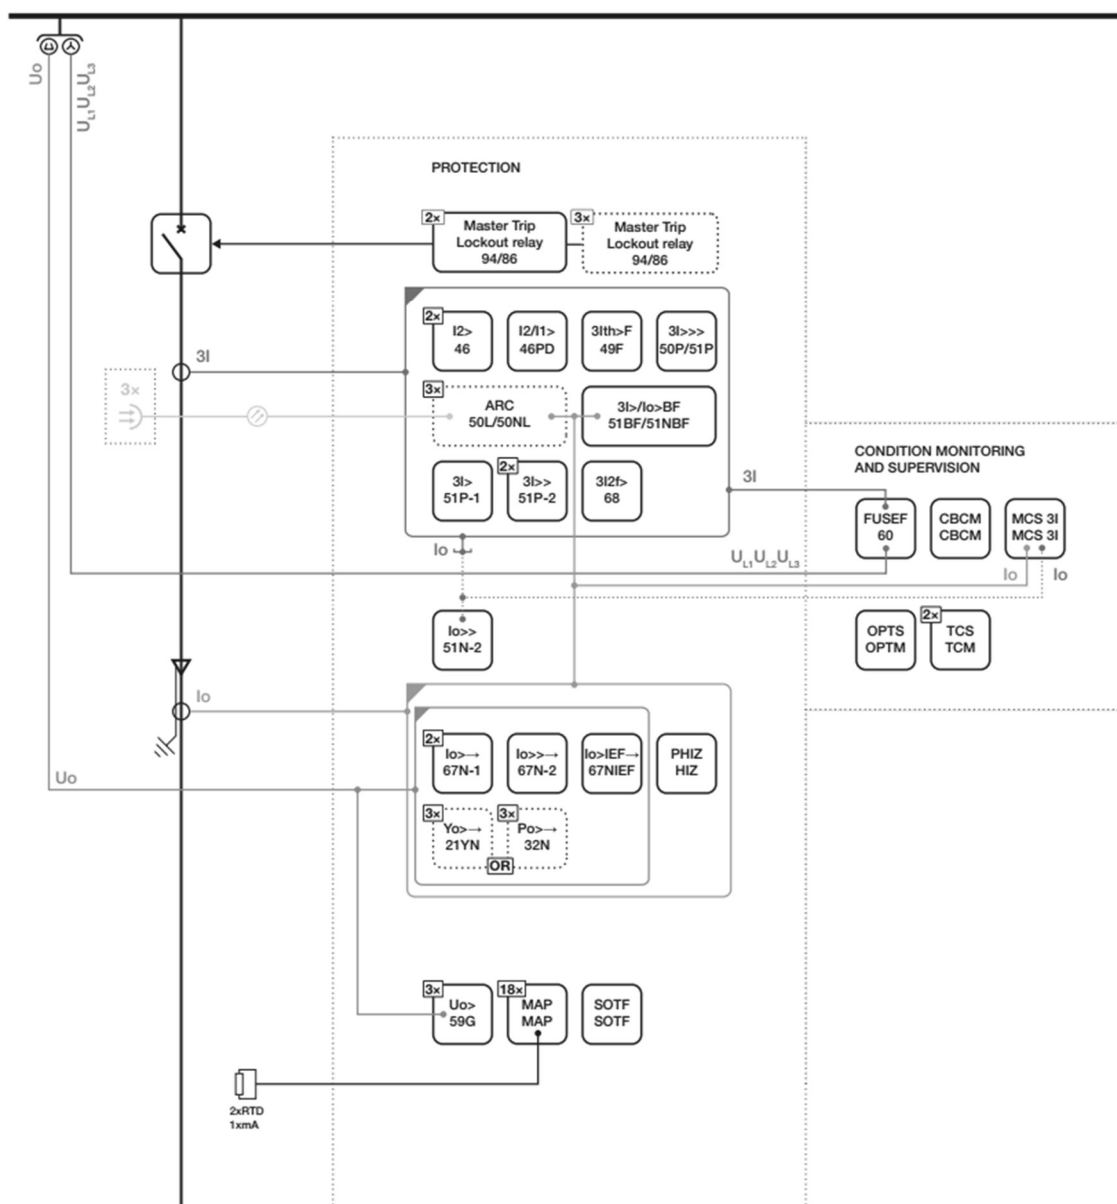 Uo
UL1UL2UL3
PROTECTION
2×
Master Trip
Lockout relay
94/86
3×
Master Trip
Lockout relay
94/86
3I
2×
I2>
46
I2/I1>
46PD
3Ith>F
49F
3I>>>
50P/51P
3×
3×
ARC
50L/50NL
3I>/Io>BF
51BF/51NBF
3I>
51P-1
2×
3I>>
51P-2
3I2f>
68
3I
CONDITION MONITORING
AND SUPERVISION
FUSEF
60
CBCM
CBCM
MCS 3I
MCS 3I
Io
UL1UL2UL3
Io
Io
Io>>
51N-2
OPTS
OPTM
2×
TCS
TCM
Io
2×
Io>→
67N-1
Io>>→
67N-2
Io>IEF→
67NIEF
PHIZ
HIZ
Uo
3×
Yo>→
21YN
3×
Po>→
32N
OR
3×
Uo>
59G
18×
MAP
MAP
SOTF
SOTF
2xRTD
1xmA